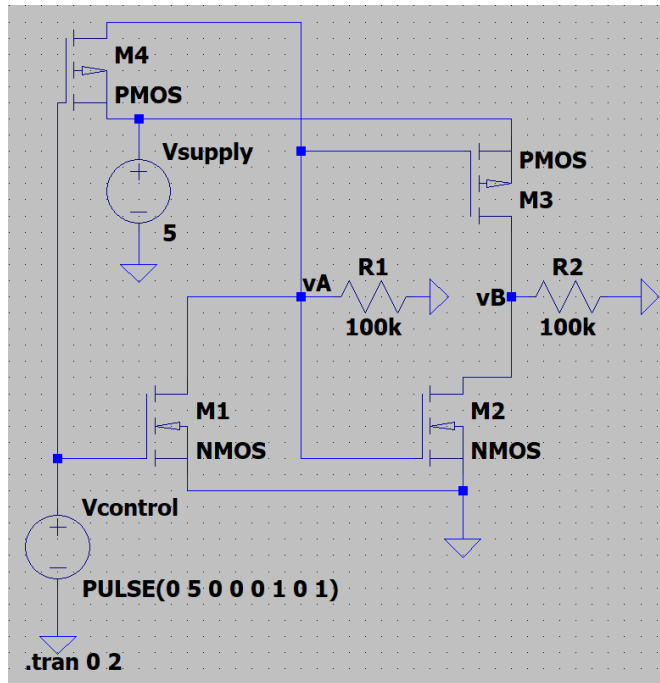 M4
PMOS
Vsupply
5
PMOS
M3
vA
R1
100k
vB
R2
100k
M1
NMOS
M2
NMOS
Vcontrol
PULSE(0 5 0 0 0 1 0 1)
.tran 0 2